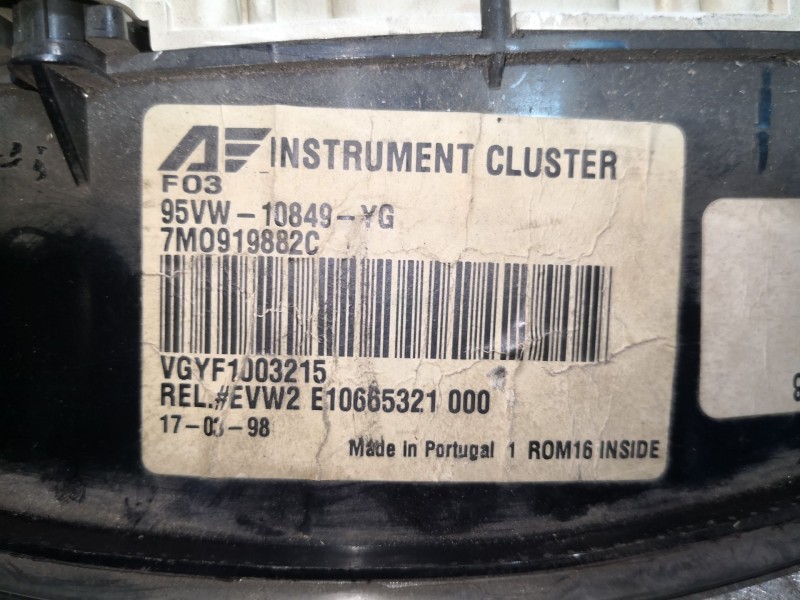 AF INSTRUMENT CLUSTER
F03
95VW-10849-YG
7M0919882C
VGYF1003215
REL.#EVW2 E10665321 000
17-03-98
Made in Portugal 1 ROM16 INSIDE